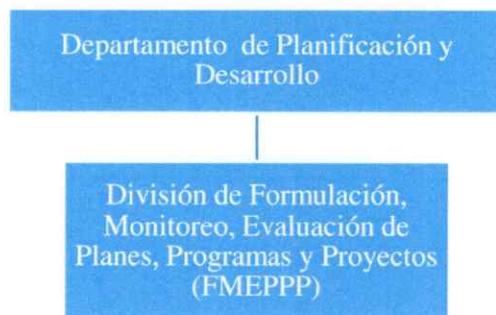 Departamento de Planificación y
Desarrollo
División de Formulación,
Monitoreo, Evaluación de
Planes, Programas y Proyectos
(FMEPPP)